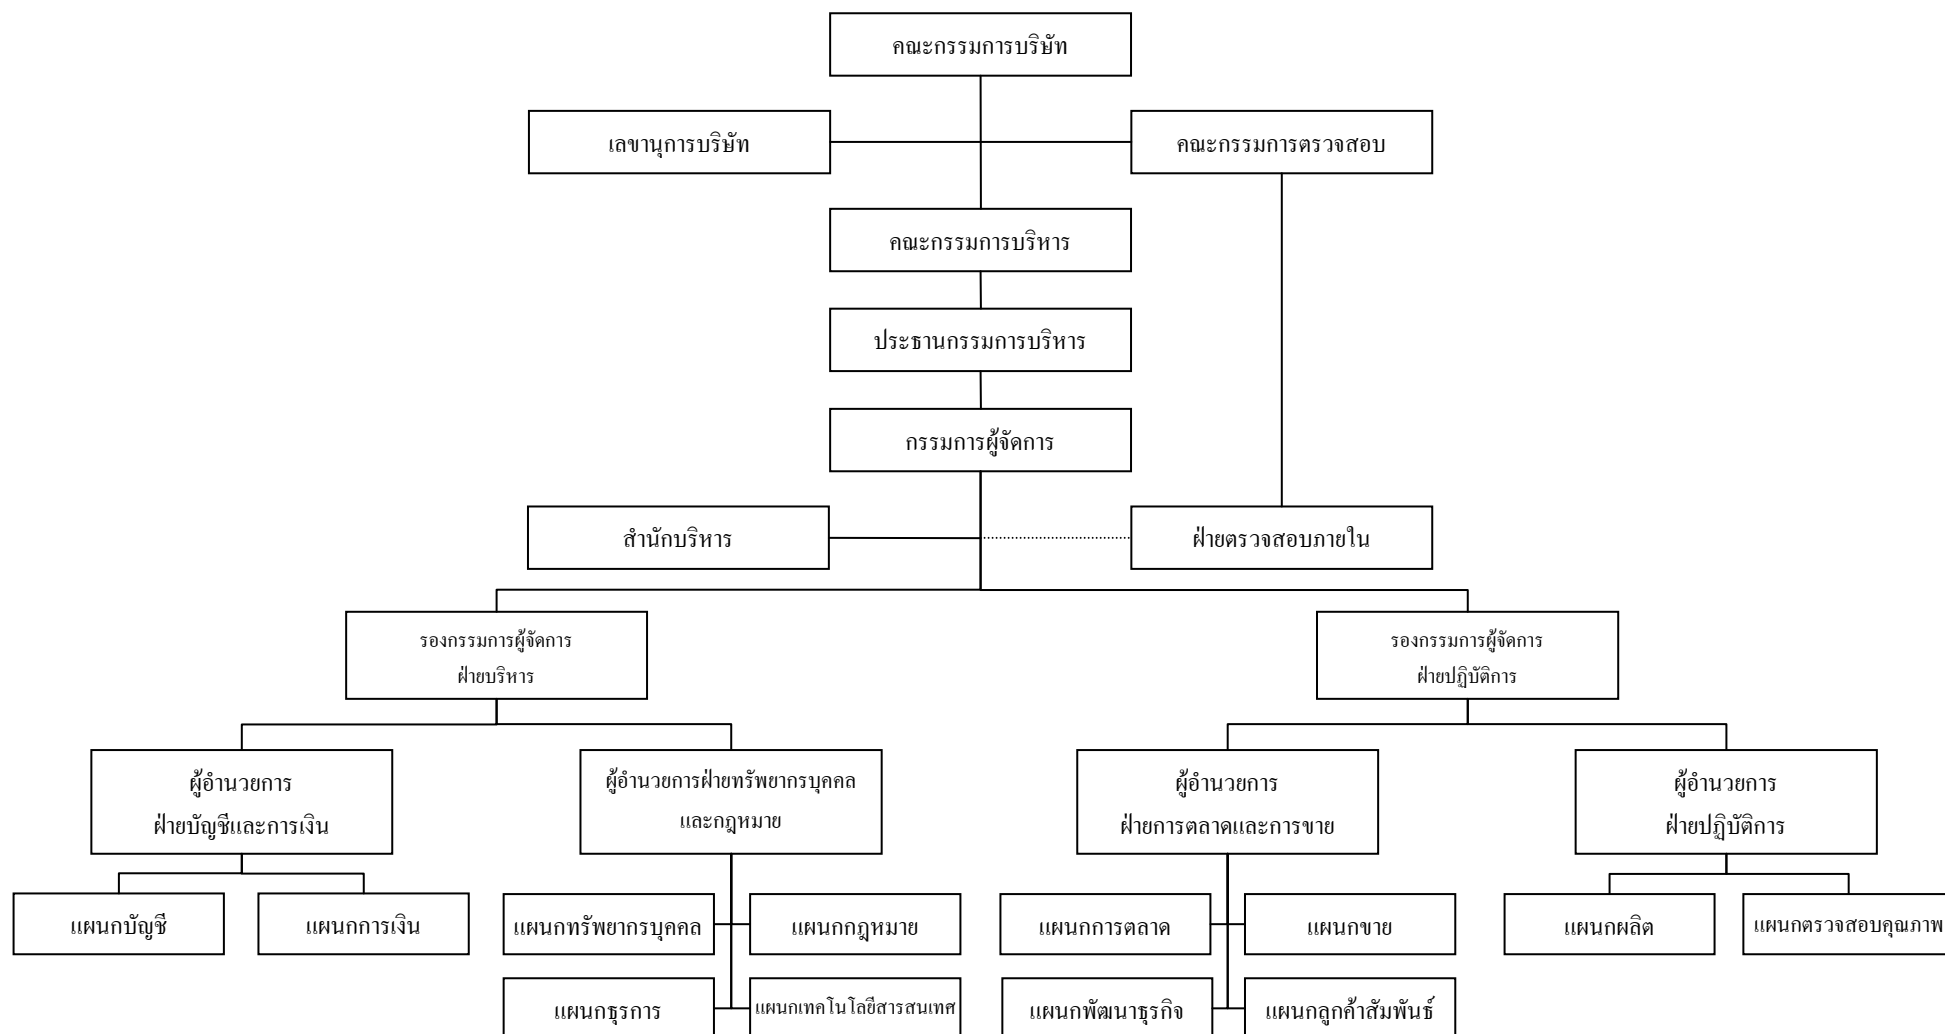 คณะกรรมการบริษัท
เลขานุการบริษัท
คณะกรรมการตรวจสอบ
คณะกรรมการบริหาร
ประธานกรรมการบริหาร
กรรมการผู้จัดการ
สำนักบริหาร
ฝ่ายตรวจสอบภายใน
รองกรรมการผู้จัดการ
ฝ่ายบริหาร
รองกรรมการผู้จัดการ
ฝ่ายปฏิบัติการ
ผู้อำนวยการ
ฝ่ายบัญชีและการเงิน
ผู้อำนวยการฝ่ายทรัพยากรบุคคล
และกฎหมาย
ผู้อำนวยการ
ฝ่ายการตลาดและการขาย
ผู้อำนวยการ
ฝ่ายปฏิบัติการ
แผนกบัญชี
แผนกการเงิน
แผนกทรัพยากรบุคคล
แผนกกฎหมาย
แผนกการตลาด
แผนกขาย
แผนกผลิต
แผนกตรวจสอบคุณภาพ
แผนกธุรการ
แผนกเทคโนโลยีสารสนเทศ
แผนกพัฒนาธุรกิจ
แผนกลูกค้าสัมพันธ์